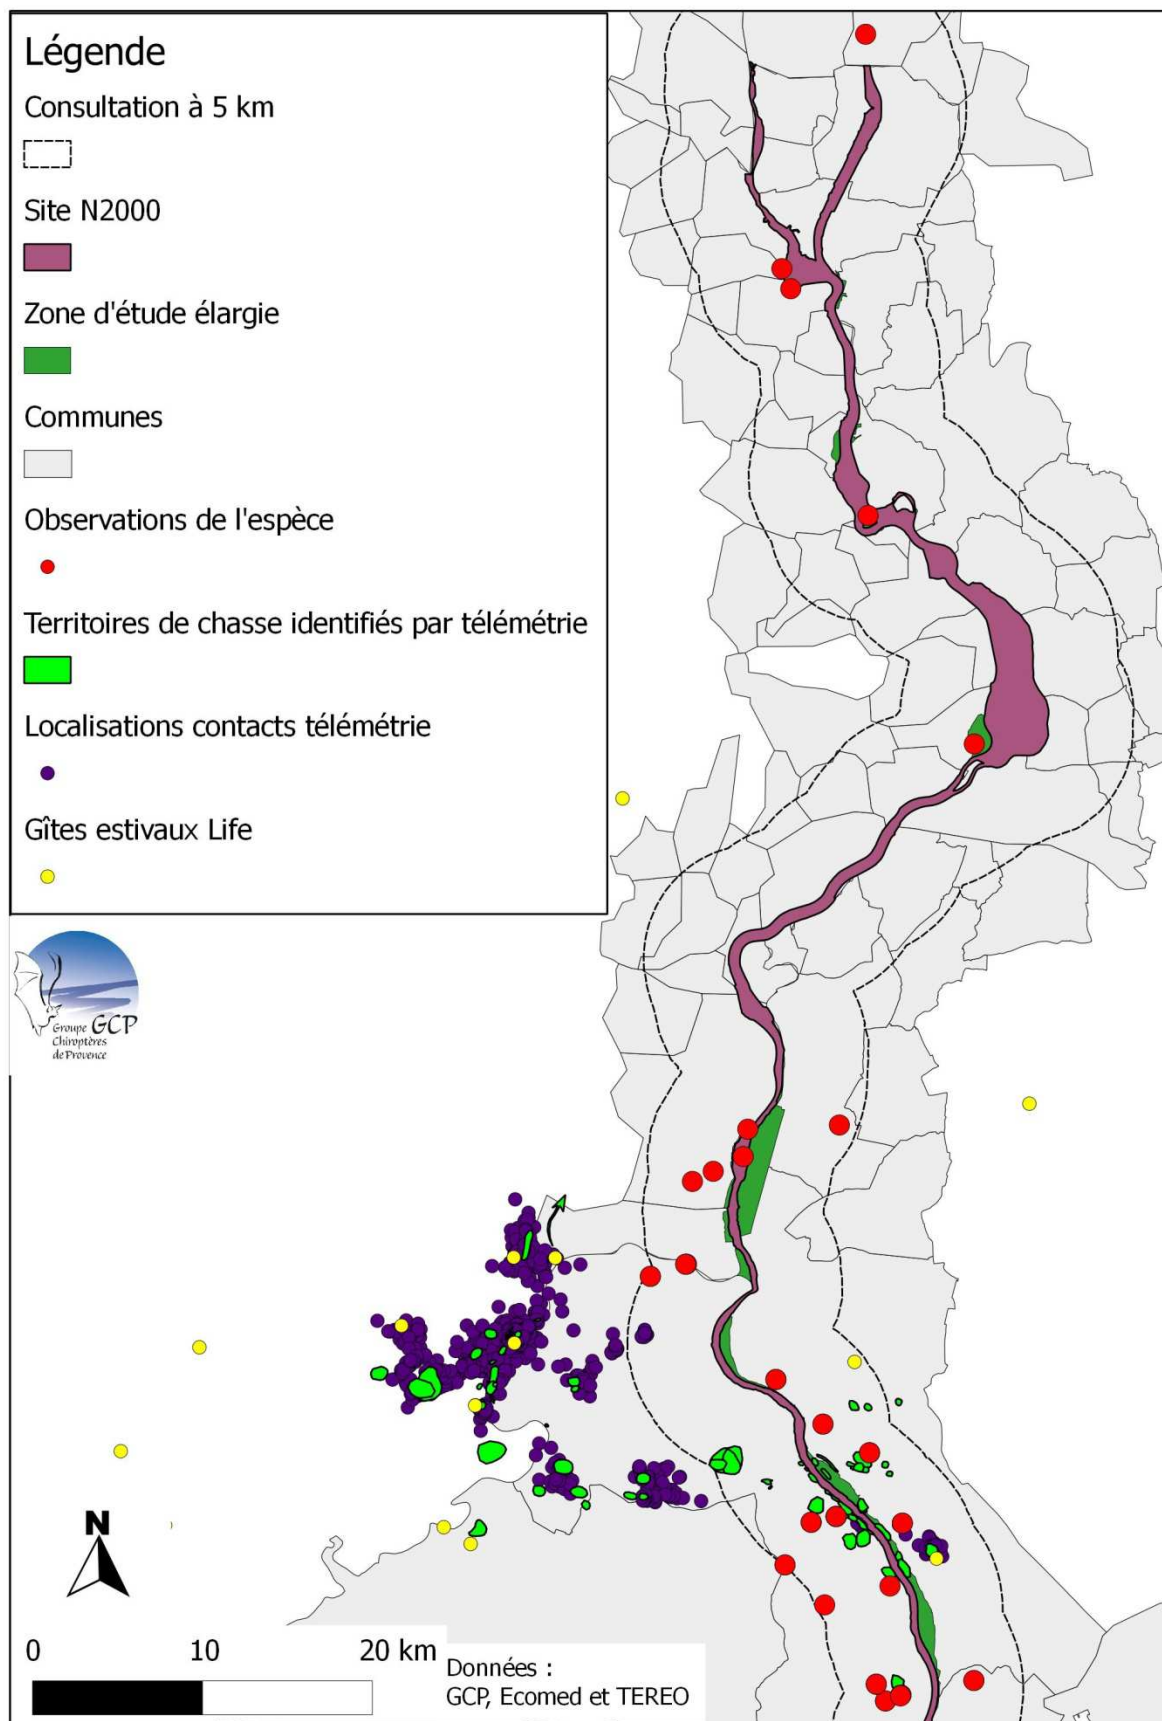 Légende
Consultation à 5 km
Site N2000
Zone d'étude élargie
Communes
Observations de l'espèce
Territoires de chasse identifiés par télémétrie
Localisations contacts télémétrie
Gîtes estivaux Life
Groupe GCP
Chiroptères
de Provence
N
0 10 20 km
Données :
GCP, Ecomed et TEREO